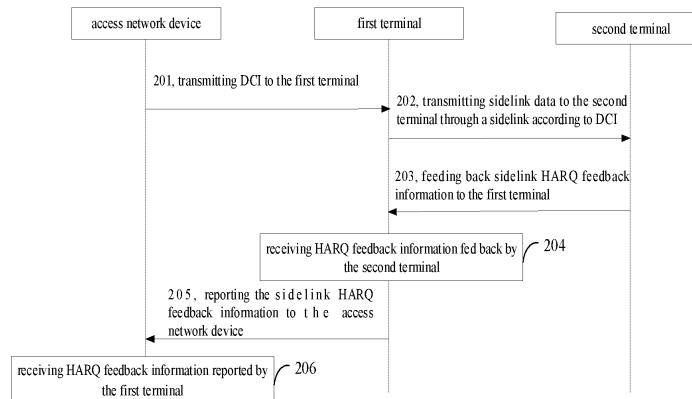 access network device
first terminal
second terminal
201, transmitting DCI to the first terminal
202, transmitting sidelink data to the second
terminal through a sidelink according to DCI
203, feeding back sidelink HARQ feedback
information to the first terminal
receiving HARQ feedback information fed back by
the second terminal
204
205, reporting the sidelink HARQ
feedback information to the access
network device
receiving HARQ feedback information reported by
the first terminal
206